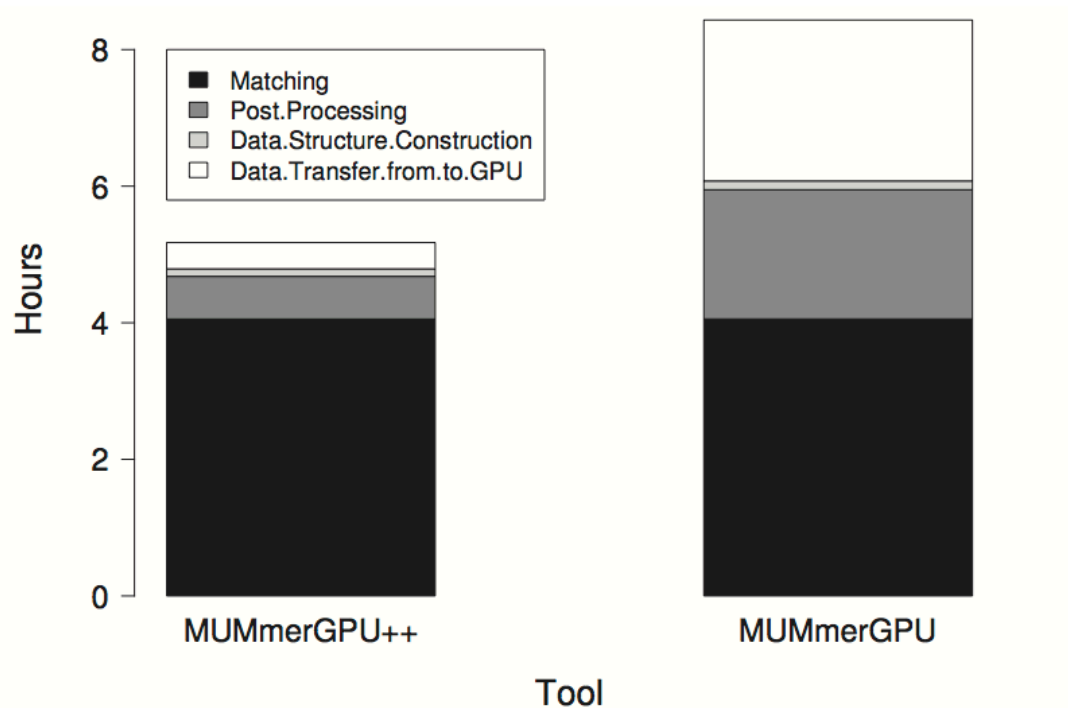 8
6
4
2
0
Hours
Matching
Post.Processing
Data.Structure.Construction
Data.Transfer.from.to.GPU
MUMmerGPU++
MUMmerGPU
Tool